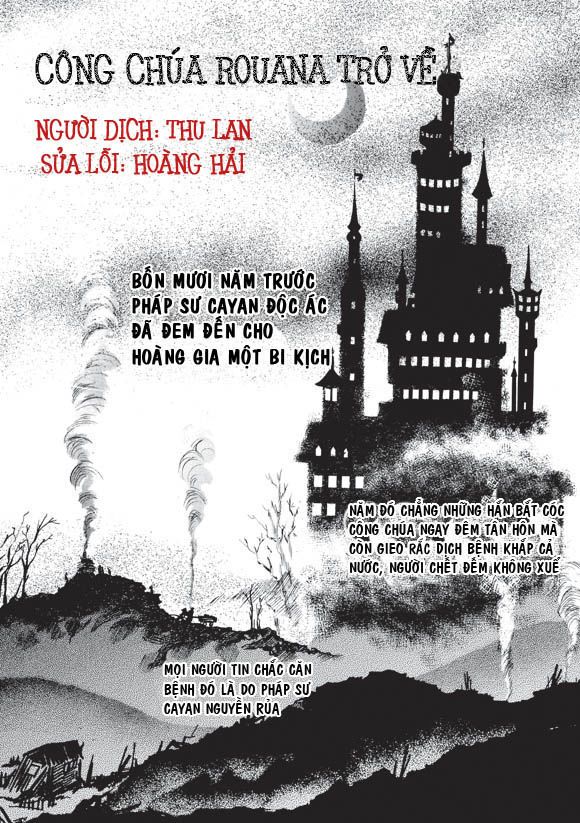 CÔNG CHÚA ROUANA TRỞ VỀ
NGƯỜI DỊCH: THU LAN
SỬA LỖI: HOÀNG HẢI
BỐN MƯƠI NĂM TRƯỚC
PHÁP SƯ CAYAN ĐỘC ÁC
ĐÃ ĐEM ĐẾN CHO
HOÀNG GIA MỘT BI KỊCH
NĂM ĐÓ CHẲNG NHỮNG HẮN BẮT CÓC
CÔNG CHÚA NGAY ĐÊM TÂN HÔN MÀ
CÒN GIEO RẮC DỊCH BỆNH KHẮP CẢ
NƯỚC, NGƯỜI CHẾT ĐẾM KHÔNG XUỂ
MỌI NGƯỜI TIN CHẮC CĂN
BỆNH ĐÓ LÀ DO PHÁP SƯ
CAYAN NGUYỀN RỦA